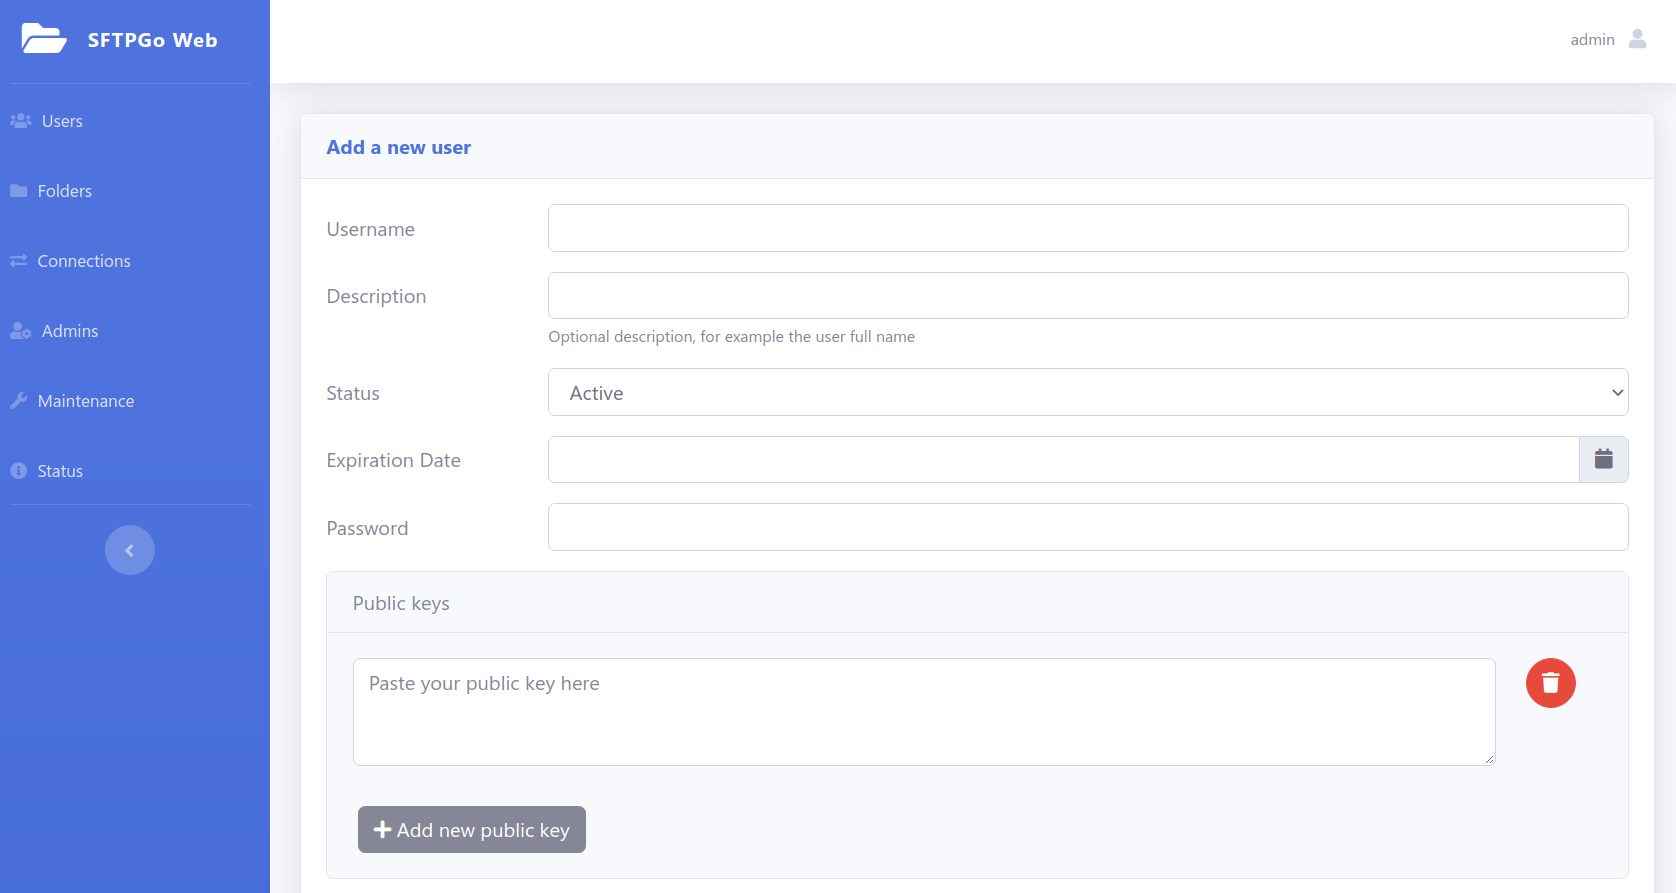 SFTPGo Web
admin
Users
Folders
Connections
Admins
Maintenance
Status
Add a new user
Username
Description
Optional description, for example the user full name
Status
Active
Expiration Date
Password
Public keys
Paste your public key here
Add new public key